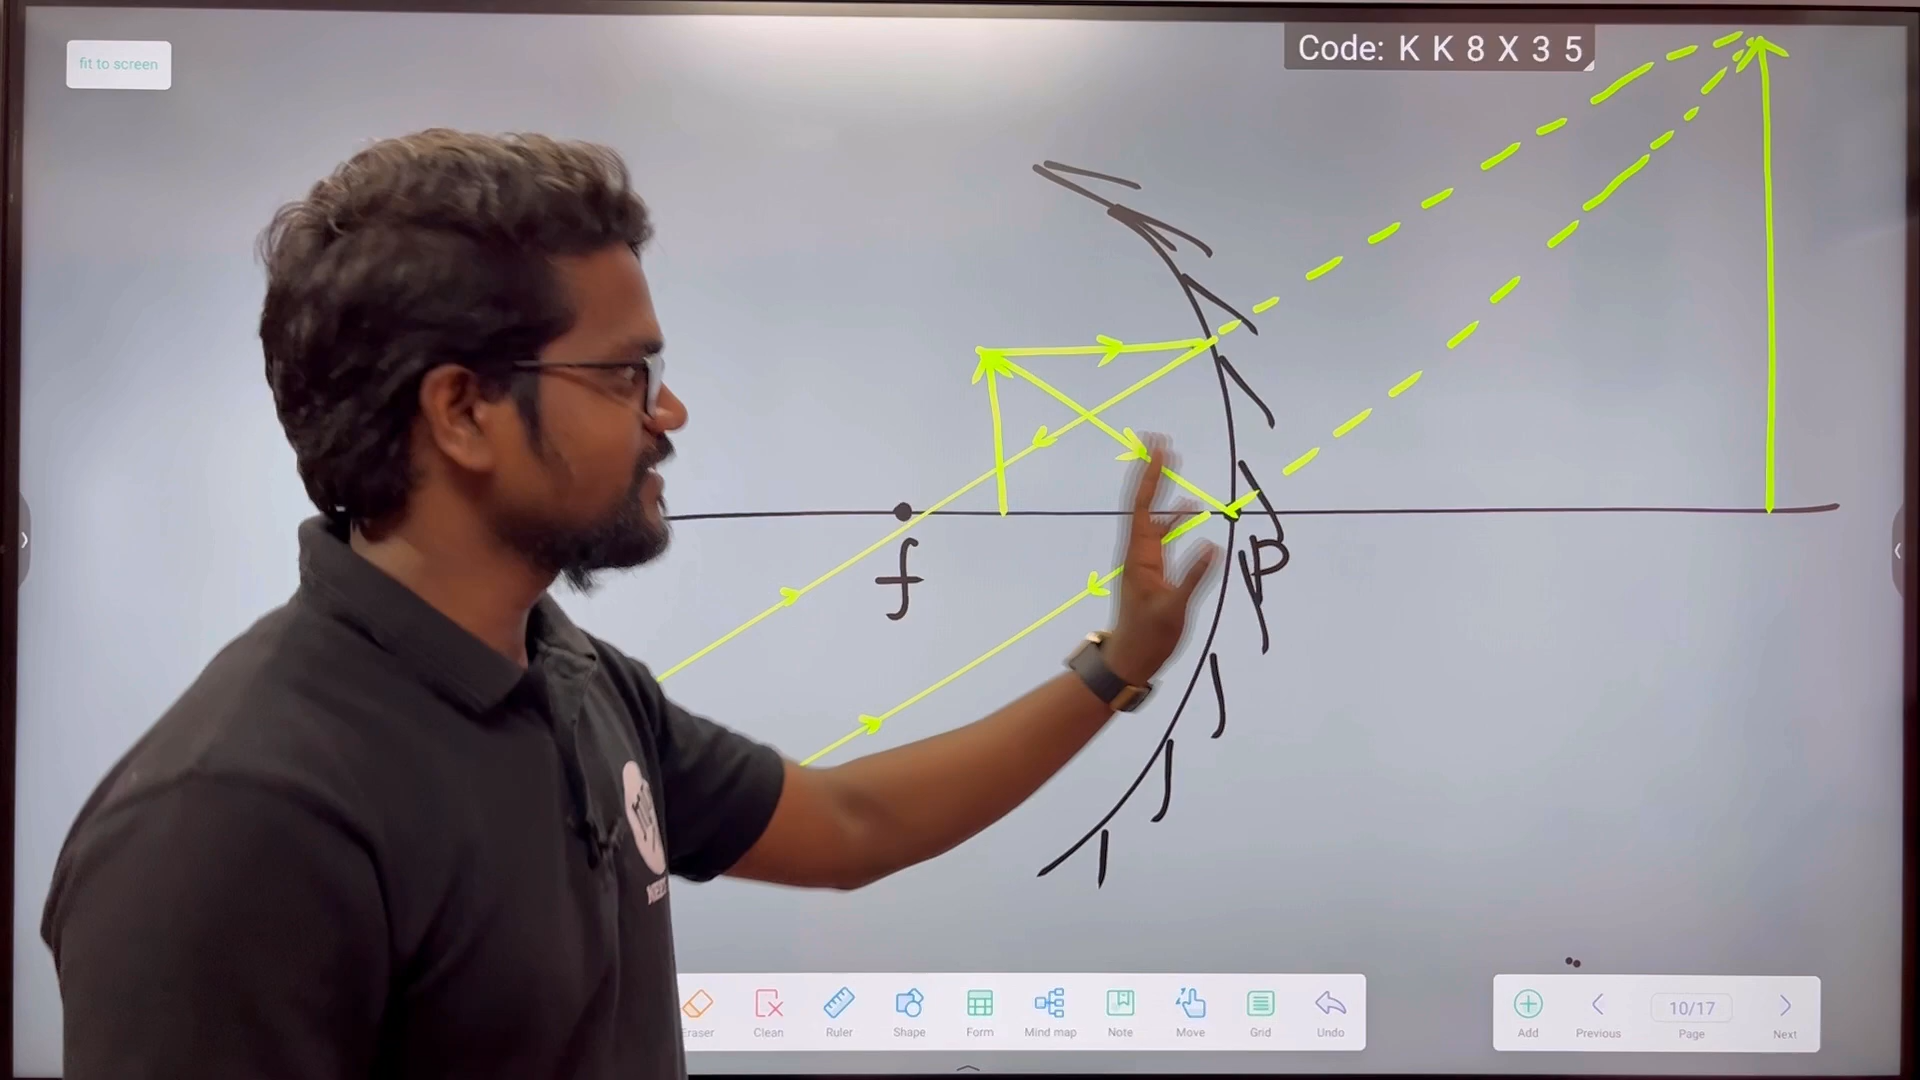 fit to screen
Code: K K 8 X 3 5
f
P
Eraser Clean Ruler Shape Form Mind map Note Move Grid Undo
Add Previous 10/17 Page Next